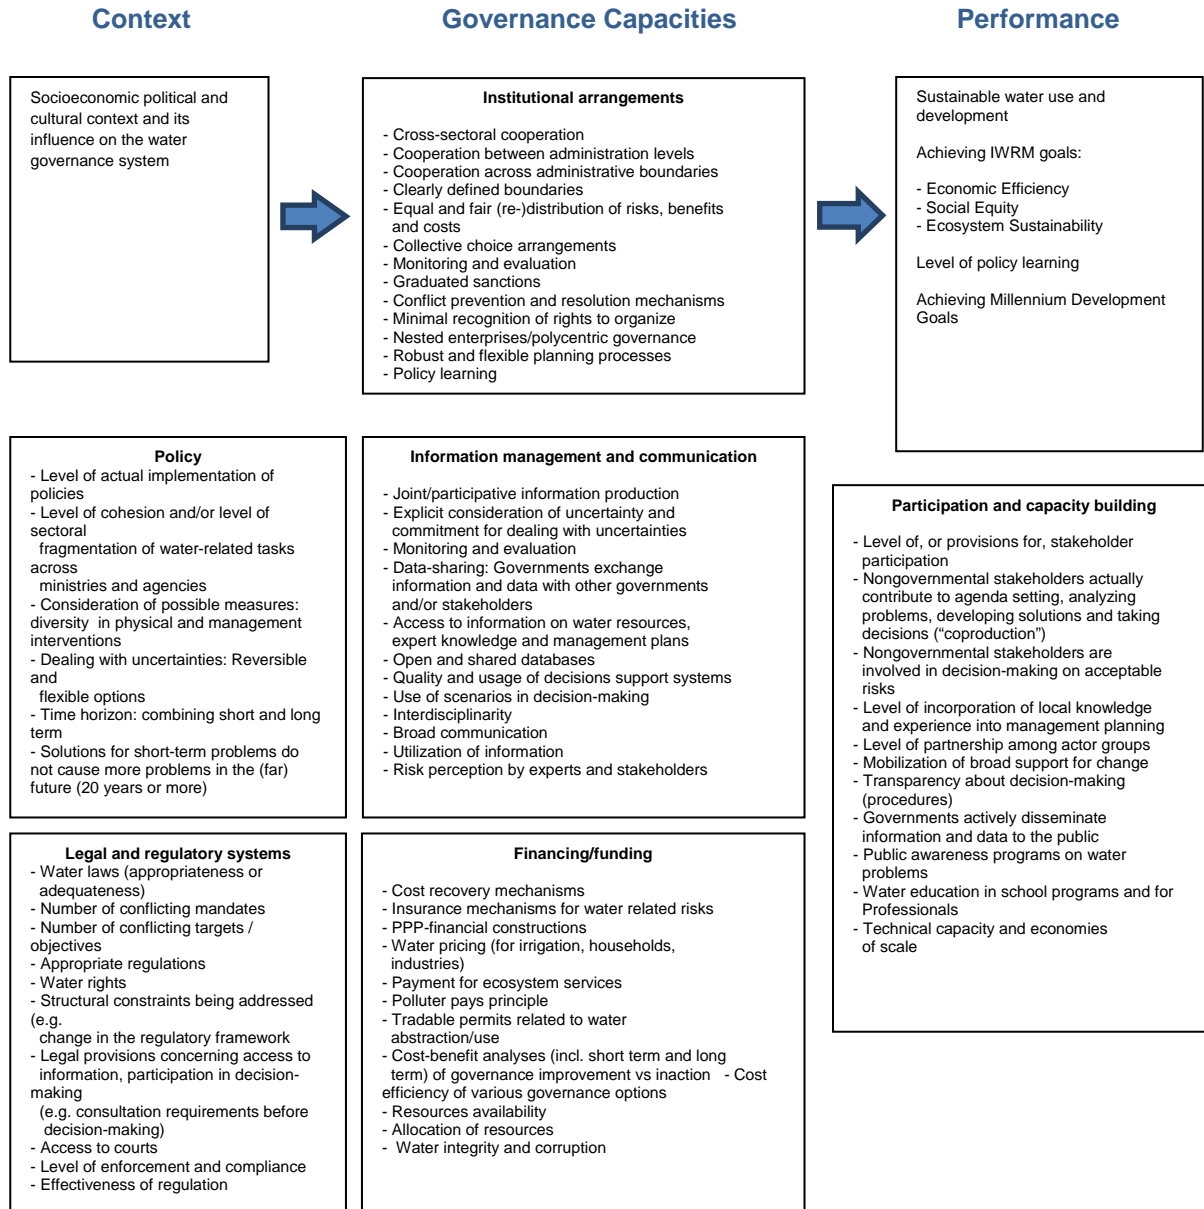 Context
Governance Capacities
Performance
Socioeconomic political and
cultural context and its
influence on the water
governance system
Institutional arrangements
- Cross-sectoral cooperation
- Cooperation between administration levels
- Cooperation across administrative boundaries
- Clearly defined boundaries
- Equal and fair (re-)distribution of risks, benefits
and costs
- Collective choice arrangements
- Monitoring and evaluation
- Graduated sanctions
- Conflict prevention and resolution mechanisms
- Minimal recognition of rights to organize
- Nested enterprises/polycentric governance
- Robust and flexible planning processes
- Policy learning
Sustainable water use and
development
Achieving IWRM goals:
- Economic Efficiency
- Social Equity
- Ecosystem Sustainability
Level of policy learning
Achieving Millennium Development
Goals
Policy
- Level of actual implementation of
policies
- Level of cohesion and/or level of
sectoral
fragmentation of water-related tasks
across
ministries and agencies
- Consideration of possible measures:
diversity in physical and management
interventions
- Dealing with uncertainties: Reversible
and
flexible options
- Time horizon: combining short and long
term
- Solutions for short-term problems do
not cause more problems in the (far)
future (20 years or more)
Information management and communication
- Joint/participative information production
- Explicit consideration of uncertainty and
commitment for dealing with uncertainties
- Monitoring and evaluation
- Data-sharing: Governments exchange
information and data with other governments
and/or stakeholders
- Access to information on water resources,
expert knowledge and management plans
- Open and shared databases
- Quality and usage of decisions support systems
- Use of scenarios in decision-making
- Interdisciplinarity
- Broad communication
- Utilization of information
- Risk perception by experts and stakeholders
Participation and capacity building
- Level of, or provisions for, stakeholder
participation
- Nongovernmental stakeholders actually
contribute to agenda setting, analyzing
problems, developing solutions and taking
decisions (“coproduction”)
- Nongovernmental stakeholders are
involved in decision-making on acceptable
risks
- Level of incorporation of local knowledge
and experience into management planning
- Level of partnership among actor groups
- Mobilization of broad support for change
- Transparency about decision-making
(procedures)
- Governments actively disseminate
information and data to the public
- Public awareness programs on water
problems
- Water education in school programs and for
Professionals
- Technical capacity and economies
of scale
Legal and regulatory systems
- Water laws (appropriateness or
adequateness)
- Number of conflicting mandates
- Number of conflicting targets /
objectives
- Appropriate regulations
- Water rights
- Structural constraints being addressed
(e.g.
change in the regulatory framework
- Legal provisions concerning access to
information, participation in decision-
making
(e.g. consultation requirements before
decision-making)
- Access to courts
- Level of enforcement and compliance
- Effectiveness of regulation
Financing/funding
- Cost recovery mechanisms
- Insurance mechanisms for water related risks
- PPP-financial constructions
- Water pricing (for irrigation, households,
industries)
- Payment for ecosystem services
- Polluter pays principle
- Tradable permits related to water
abstraction/use
- Cost-benefit analyses (incl. short term and long
term) of governance improvement vs inaction - Cost
efficiency of various governance options
- Resources availability
- Allocation of resources
- Water integrity and corruption